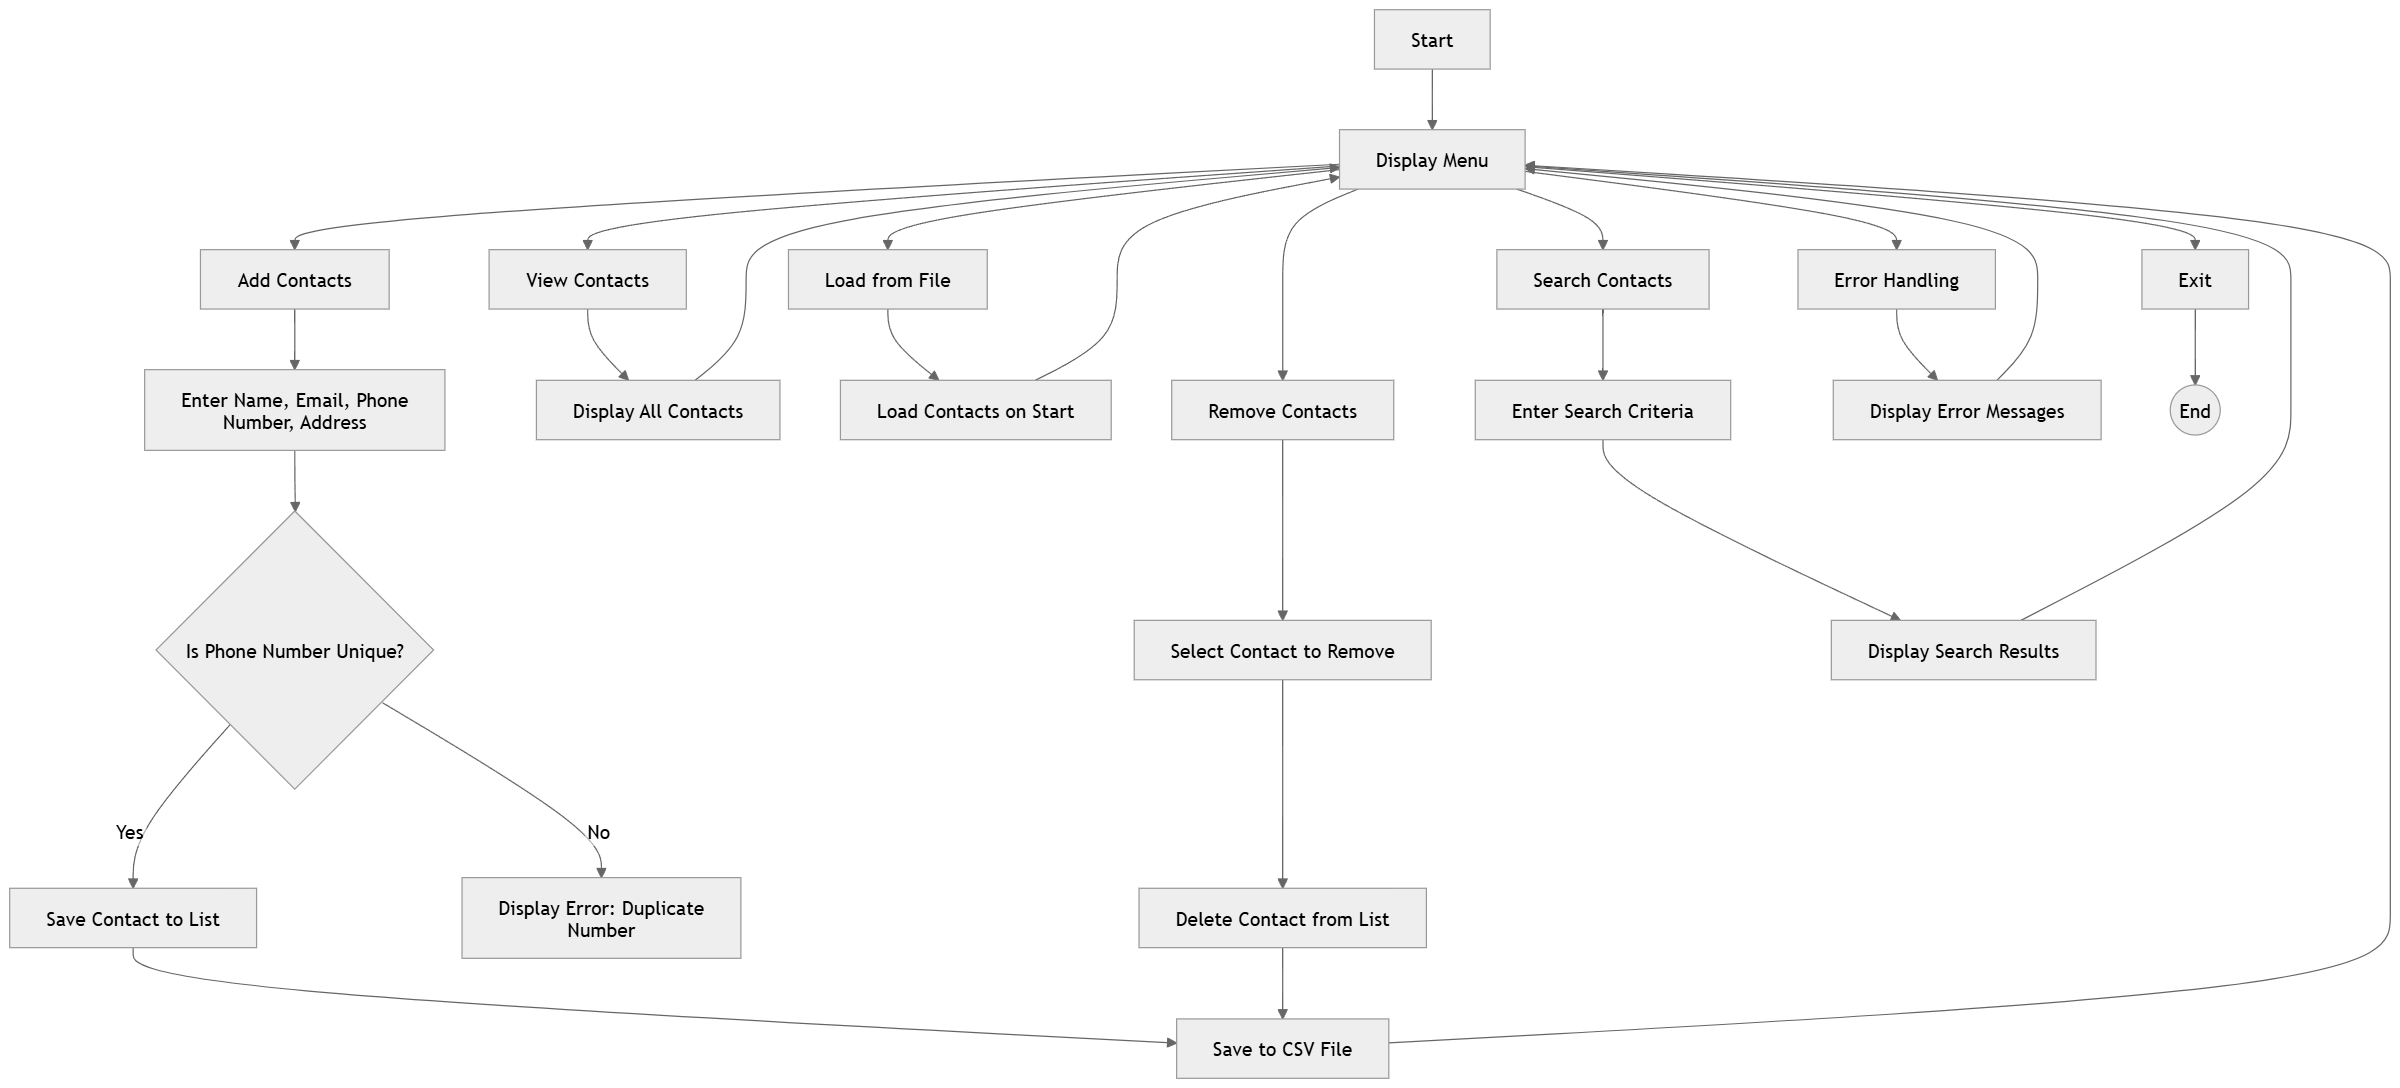 Start
Display Menu
Add Contacts
View Contacts
Load from File
Search Contacts
Error Handling
Exit
Enter Name, Email, Phone
Number, Address
Display All Contacts
Load Contacts on Start
Remove Contacts
Enter Search Criteria
Display Error Messages
End
Is Phone Number Unique?
Select Contact to Remove
Display Search Results
Yes
No
Save Contact to List
Display Error: Duplicate
Number
Delete Contact from List
Save to CSV File